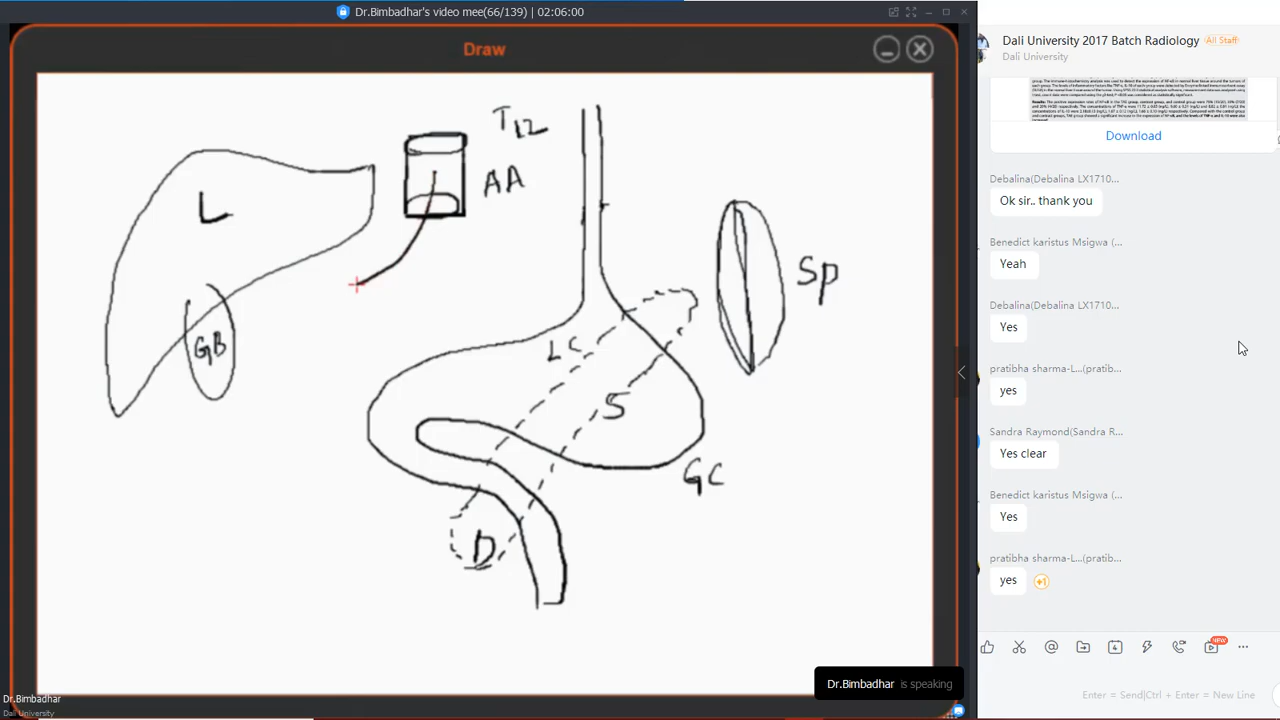 Dr.Bimbadhar's video mee(66/139) | 02:06:00
Draw
T12
AA
L
GB
Sp
LC
S
GC
D
Dr.Bimbadhar is speaking
Dr.Bimbadhar
Dali University
Dali University 2017 Batch Radiology All Staff
Dali University
Download
Debalina(Debalina LX1710...
Ok sir.. thank you
Benedict karistus Msigwa (...
Yeah
Debalina(Debalina LX1710...
Yes
pratibha sharma-L...(pratib...
yes
Sandra Raymond(Sandra R...
Yes clear
Benedict karistus Msigwa (...
Yes
pratibha sharma-L...(pratib...
yes +1
4
NEW
Enter = Send|Ctrl + Enter = New Line